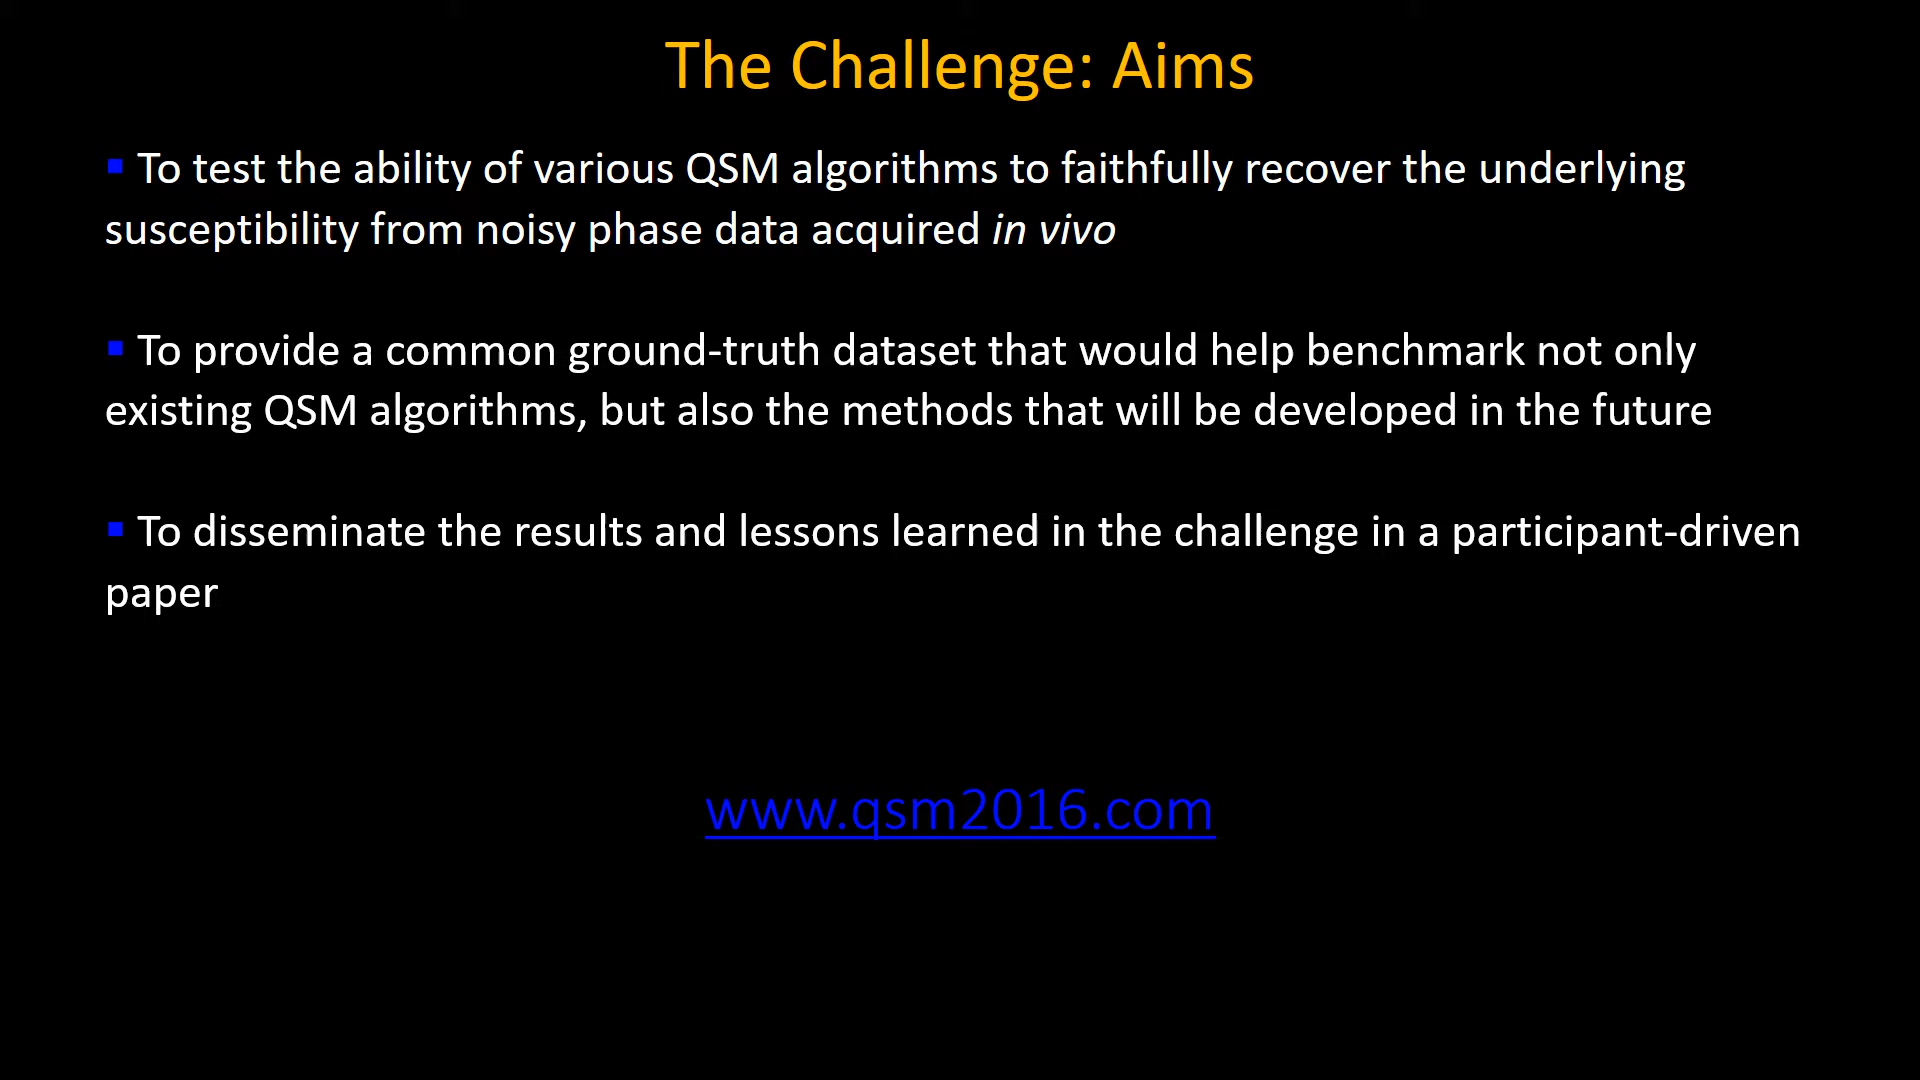 The Challenge: Aims
▪ To test the ability of various QSM algorithms to faithfully recover the underlying
susceptibility from noisy phase data acquired in vivo
▪ To provide a common ground-truth dataset that would help benchmark not only
existing QSM algorithms, but also the methods that will be developed in the future
▪ To disseminate the results and lessons learned in the challenge in a participant-driven
paper
www.qsm2016.com